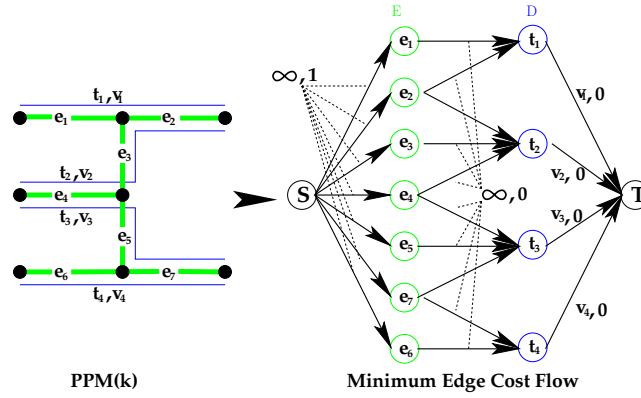 E
D
t₁,v₁
e₁
e₂
e₃
t₂,v₂
e₄
t₃,v₃
e₅
e₆
e₇
t₄,v₄
PPM(k)
∞,1
S
e₁
e₂
e₃
e₄
e₅
e₇
e₆
∞,0
t₁
t₂
t₃
t₄
v₁,0
v₂,0
v₃,0
v₄,0
T
Minimum Edge Cost Flow